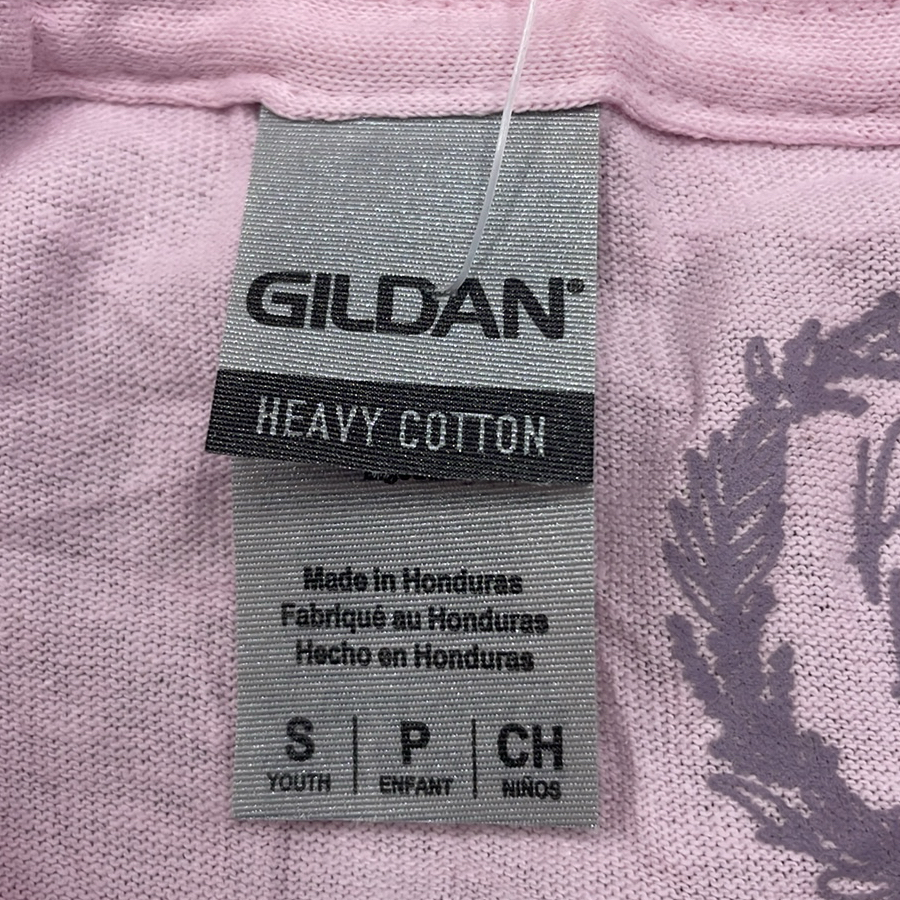 GILDAN®
HEAVY COTTON
Made in Honduras
Fabriqué au Honduras
Hecho en Honduras
S | P | CH
YOUTH | ENFANT | NIÑOS